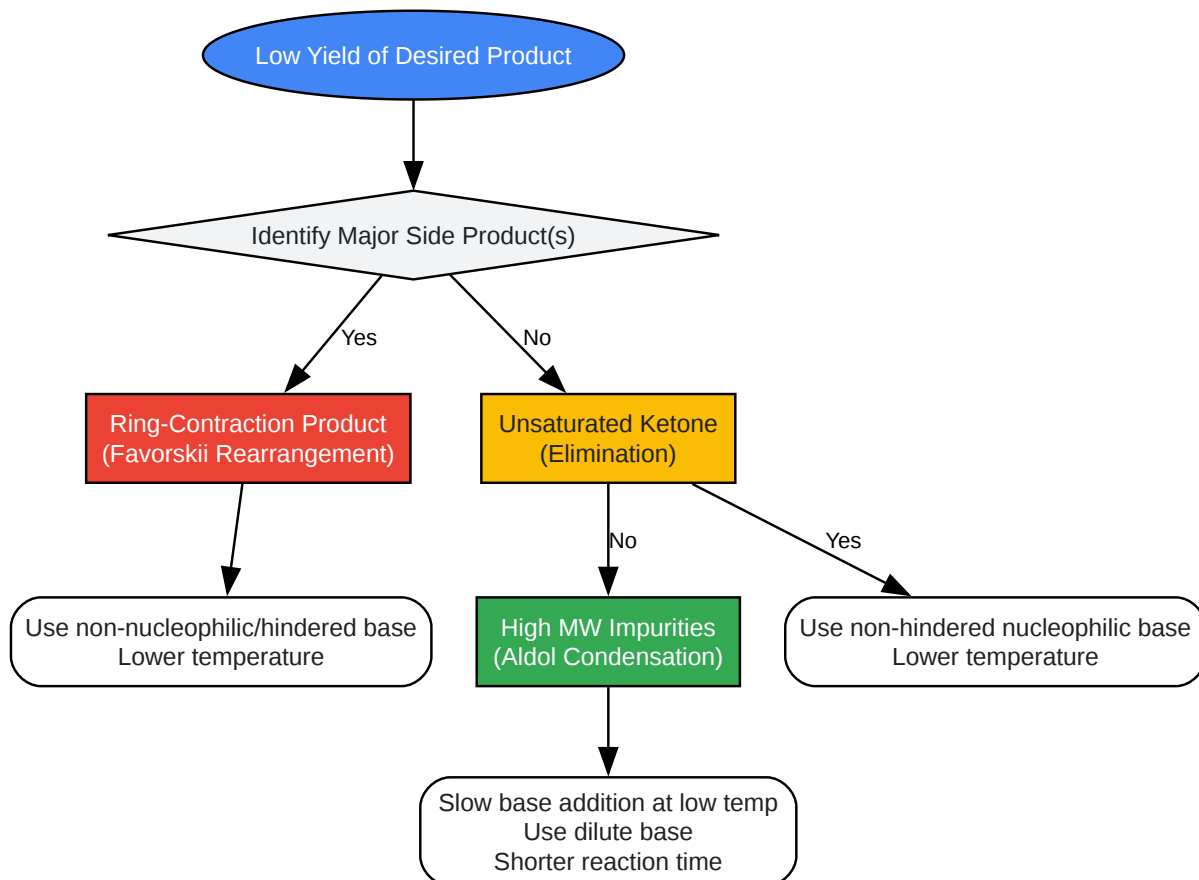 Low Yield of Desired Product
Identify Major Side Product(s)
Yes
No
Ring-Contraction Product
(Favorskii Rearrangement)
Unsaturated Ketone
(Elimination)
No
Yes
Use non-nucleophilic/hindered base
Lower temperature
High MW Impurities
(Aldol Condensation)
Use non-hindered nucleophilic base
Lower temperature
Slow base addition at low temp
Use dilute base
Shorter reaction time